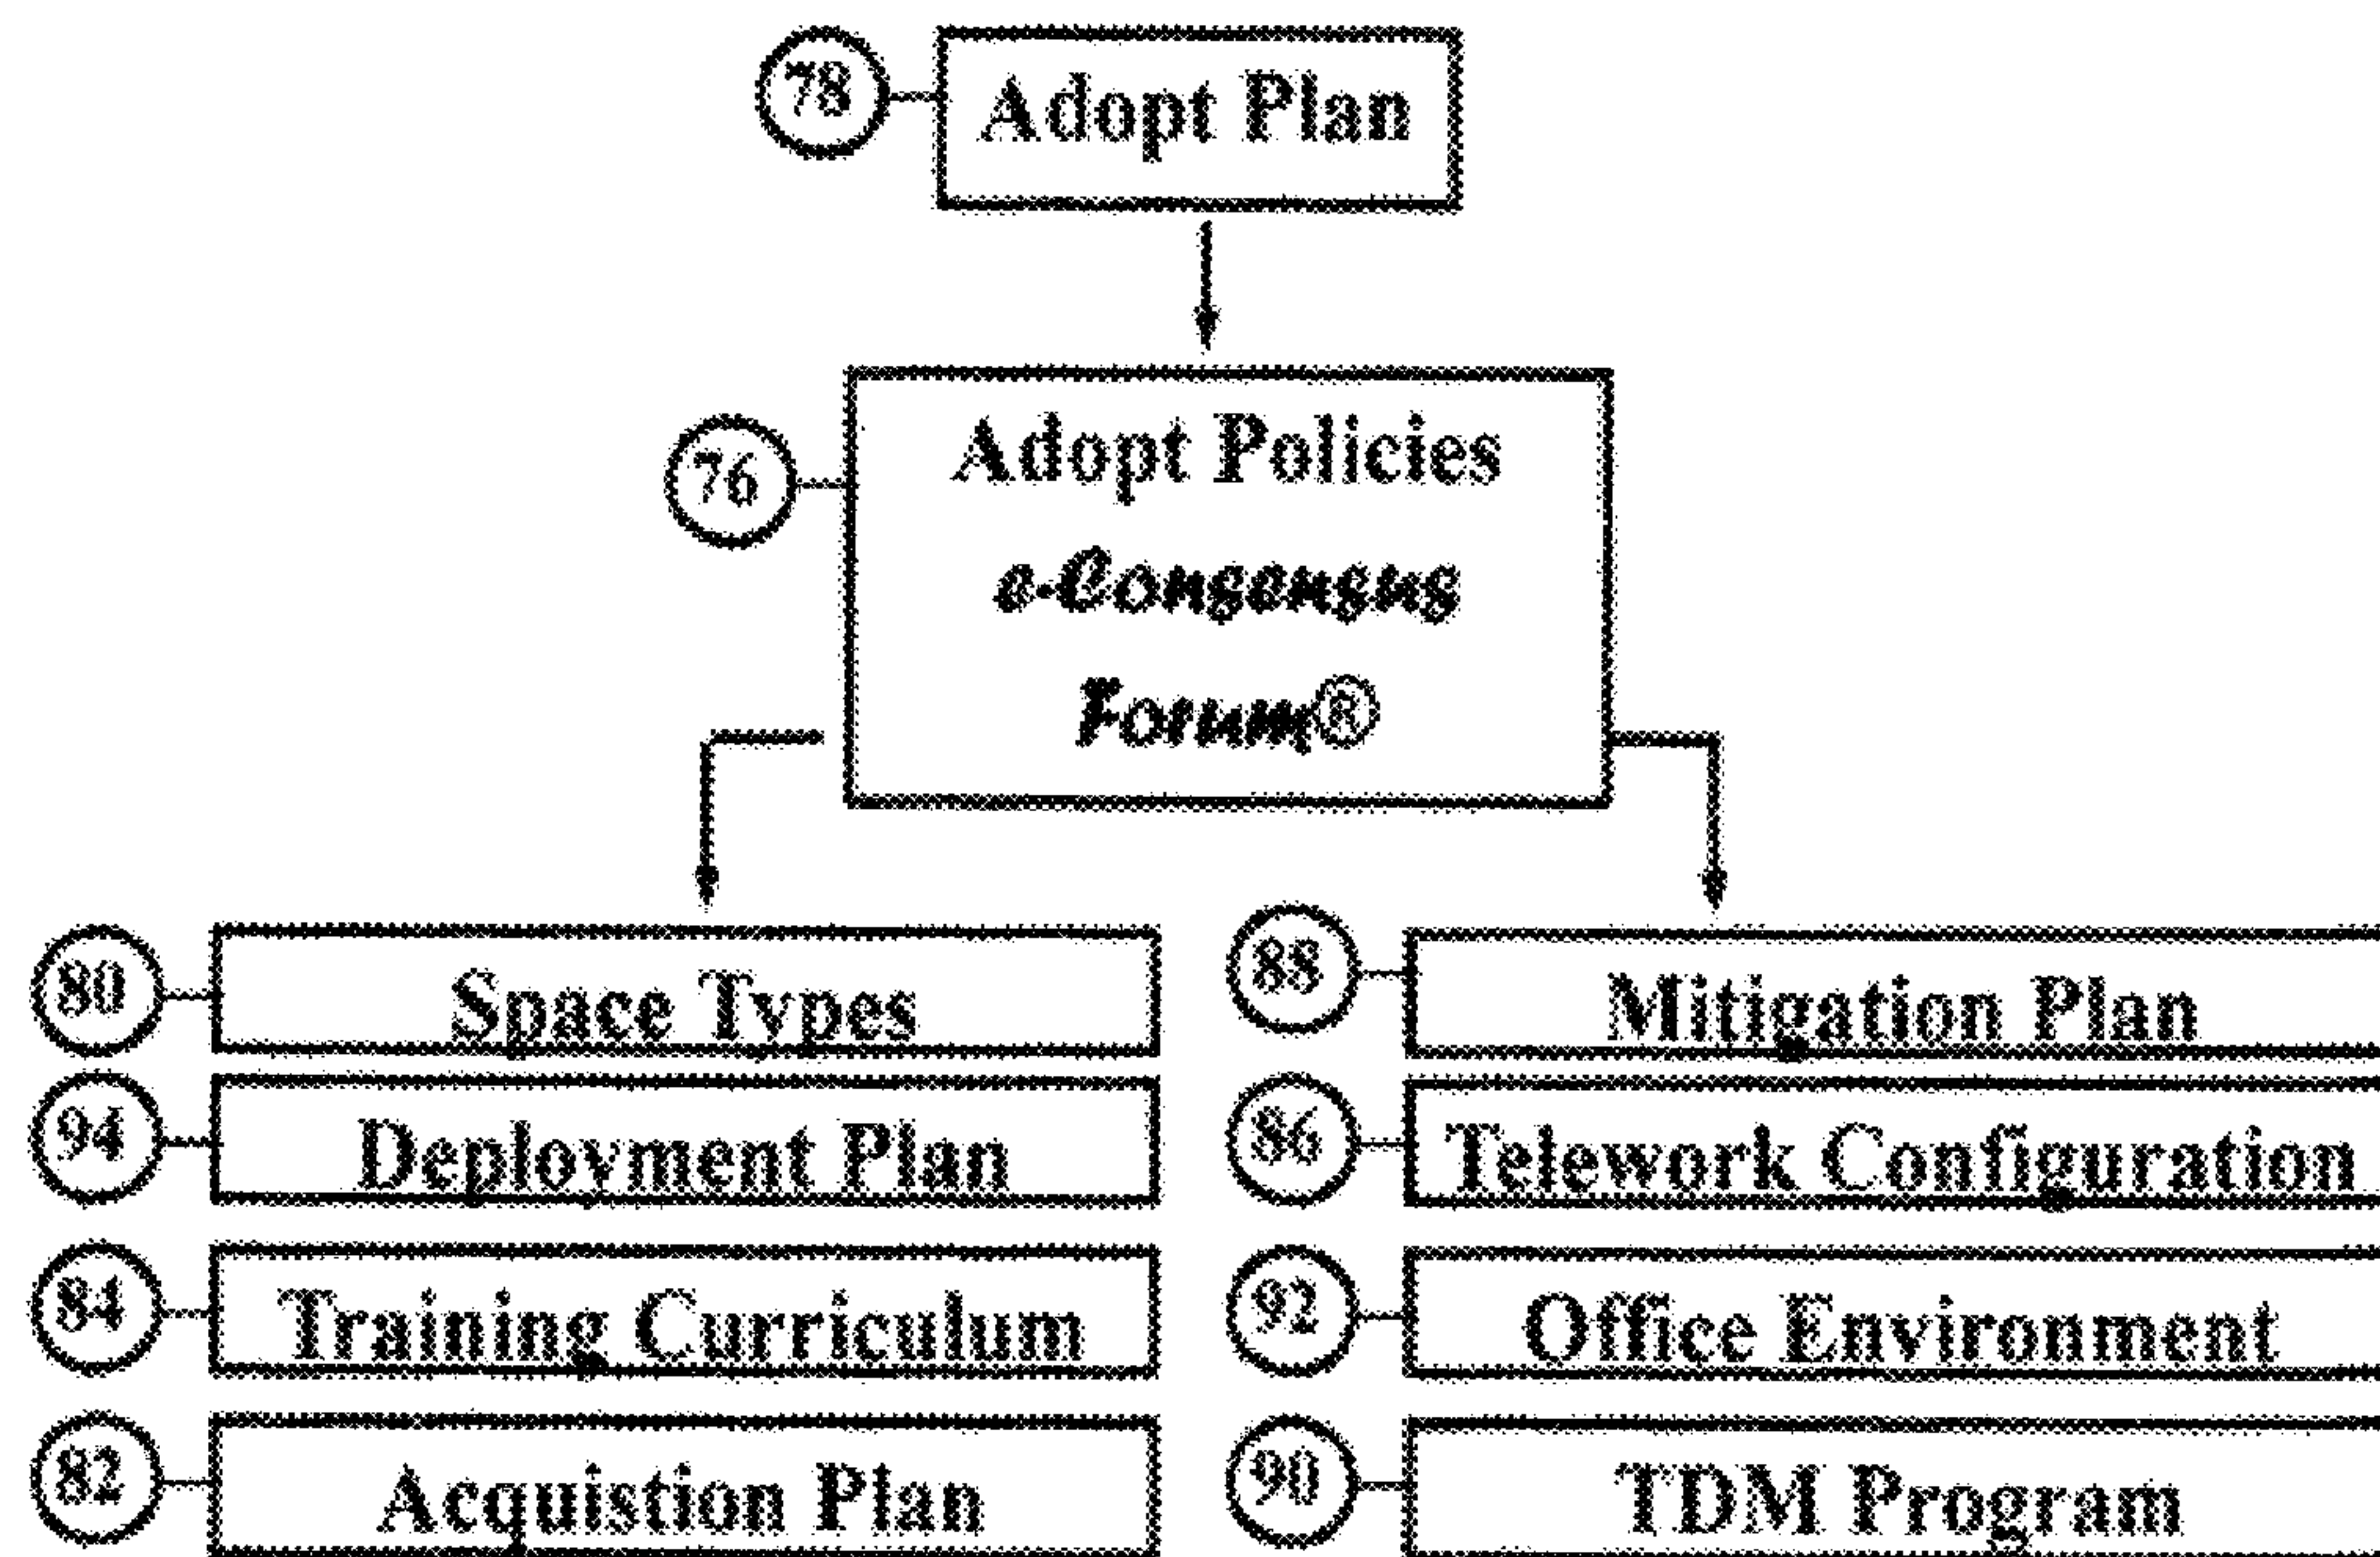 78
Adopt Plan
76
Adopt Policies
e-Consensus
Forum®
80
Space Types
88
Mitigation Plan
94
Deployment Plan
86
Telework Configuration
84
Training Curriculum
92
Office Environment
82
Acquistion Plan
90
TDM Program